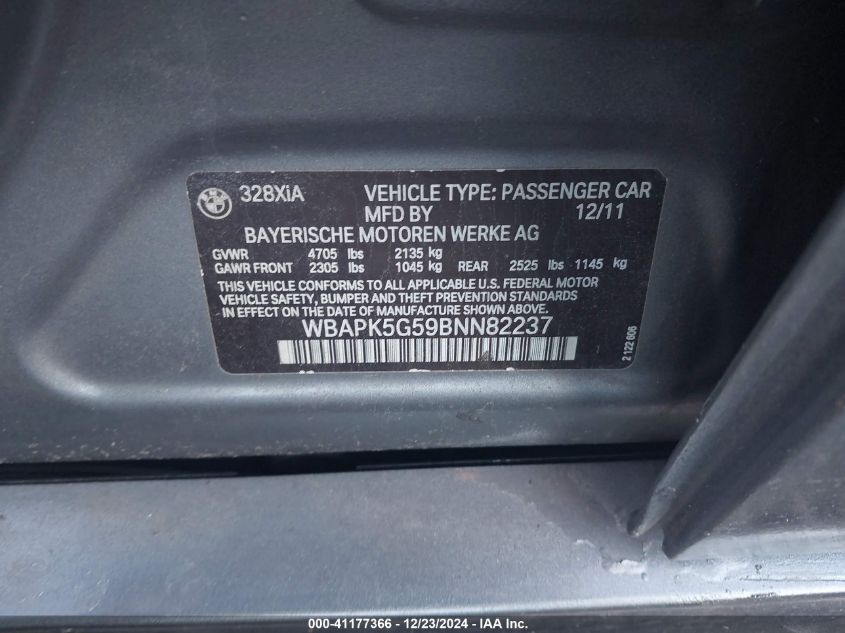 328XiA VEHICLE TYPE: PASSENGER CAR
MFD BY 12/11
BAYERISCHE MOTOREN WERKE AG
GVWR 4705 lbs 2135 kg
GAWR FRONT 2305 lbs 1045 kg REAR 2525 lbs 1145 kg
THIS VEHICLE CONFORMS TO ALL APPLICABLE U.S. FEDERAL MOTOR
VEHICLE SAFETY, BUMPER AND THEFT PREVENTION STANDARDS
IN EFFECT ON THE DATE OF MANUFACTURE SHOWN ABOVE.
WBAPK5G59BNN82237
2 122 606
000-41177366 - 12/23/2024 - IAA Inc.